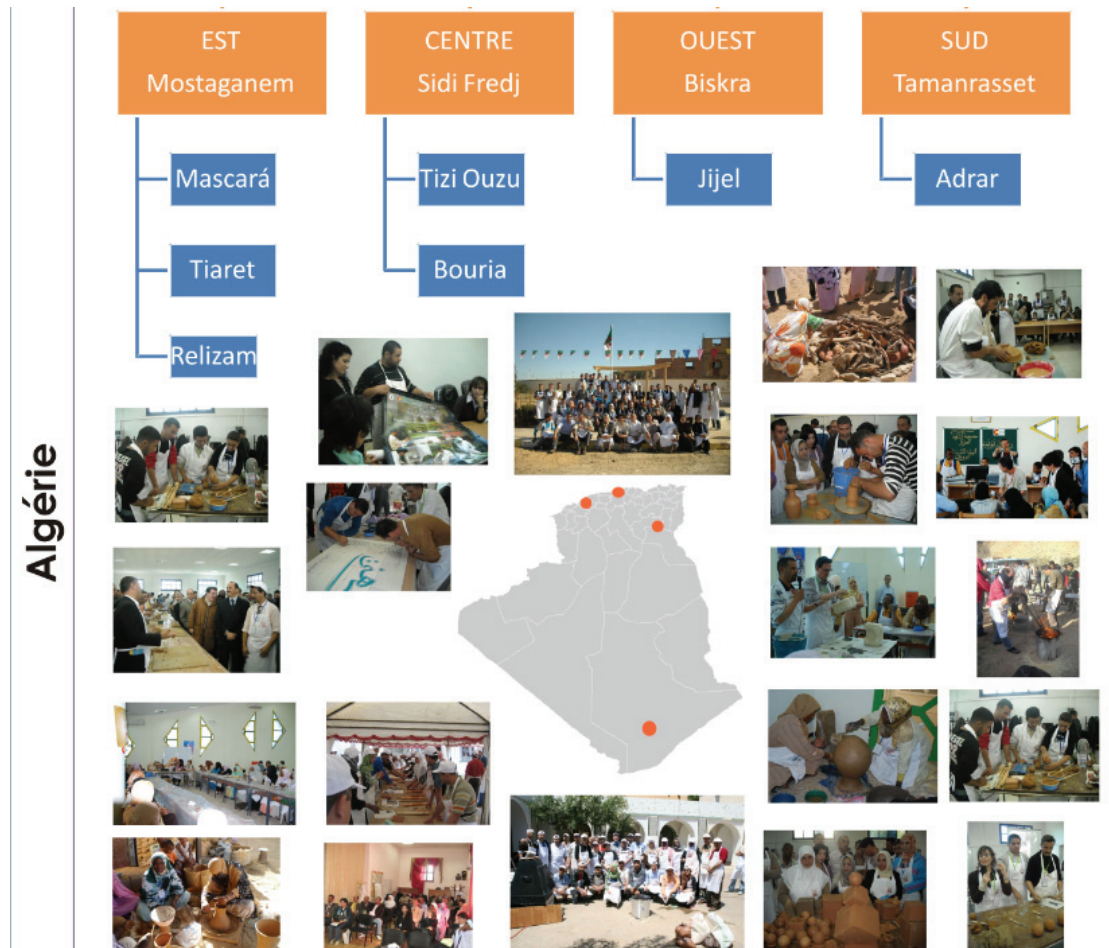 EST
Mostaganem
CENTRE
Sidi Fredj
OUEST
Biskra
SUD
Tamanrasset
Mascará
Tizi Ouzu
Jijel
Adrar
Tiaret
Bouria
Relizam
Algérie